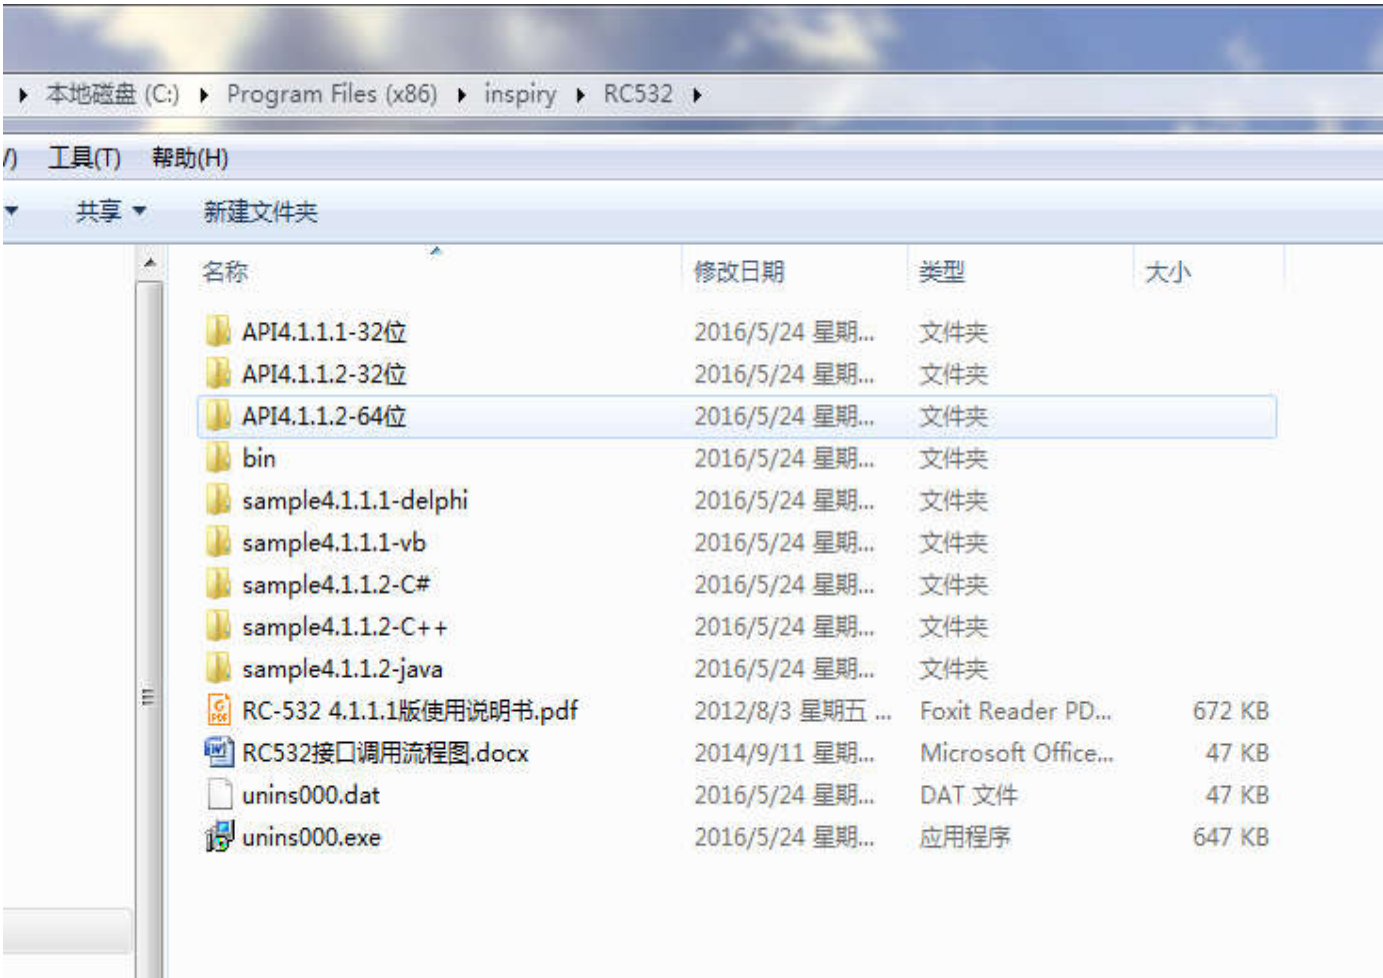 本地磁盘 (C:) ▸ Program Files (x86) ▸ inspiry ▸ RC532 ▸
工具(T) 帮助(H)
共享 新建文件夹
名称 修改日期 类型 大小
API4.1.1.1-32位 2016/5/24 星期... 文件夹
API4.1.1.2-32位 2016/5/24 星期... 文件夹
API4.1.1.2-64位 2016/5/24 星期... 文件夹
bin 2016/5/24 星期... 文件夹
sample4.1.1.1-delphi 2016/5/24 星期... 文件夹
sample4.1.1.1-vb 2016/5/24 星期... 文件夹
sample4.1.1.2-C# 2016/5/24 星期... 文件夹
sample4.1.1.2-C++ 2016/5/24 星期... 文件夹
sample4.1.1.2-java 2016/5/24 星期... 文件夹
RC-532 4.1.1.1版使用说明书.pdf 2012/8/3 星期五 ... Foxit Reader PD... 672 KB
RC532接口调用流程图.docx 2014/9/11 星期... Microsoft Office... 47 KB
unins000.dat 2016/5/24 星期... DAT 文件 47 KB
unins000.exe 2016/5/24 星期... 应用程序 647 KB